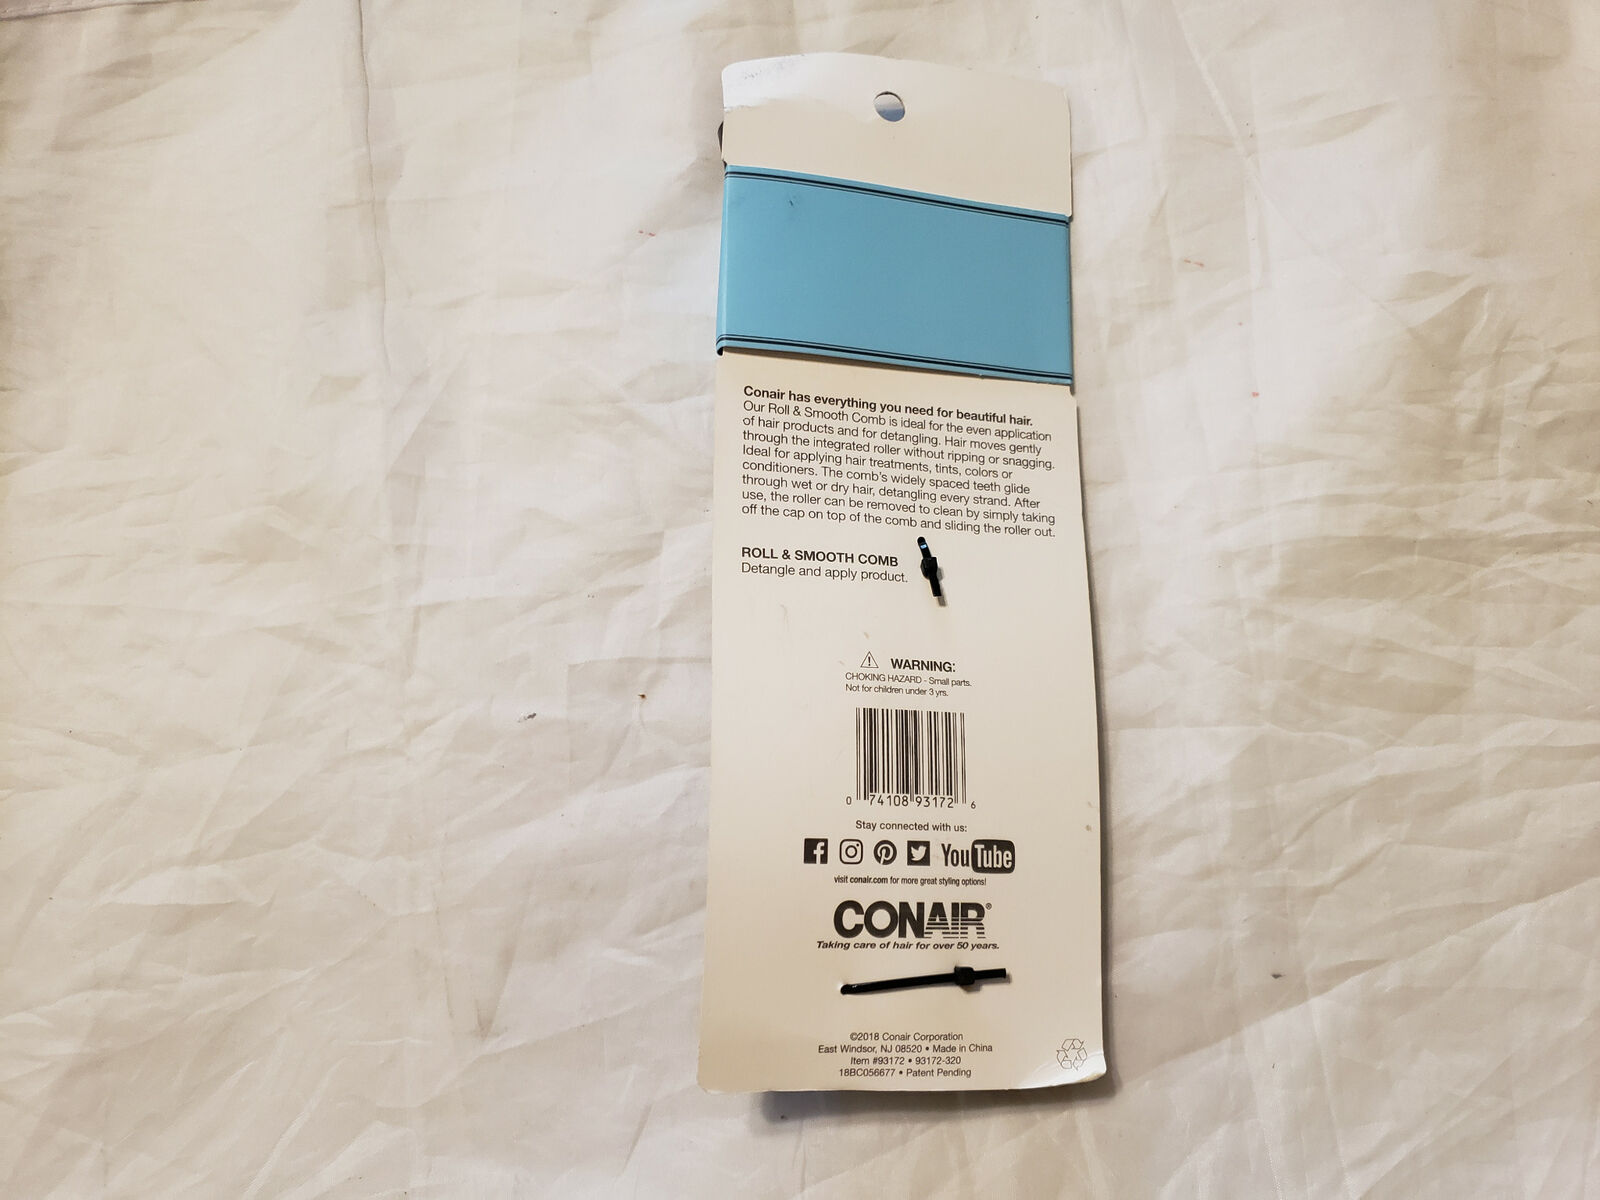 Conair has everything you need for beautiful hair.
Our Roll & Smooth Comb is ideal for the even application
of hair products and for detangling. Hair moves gently
through the integrated roller without ripping or snagging.
Ideal for applying hair treatments, tints, colors or
conditioners. The comb's widely spaced teeth glide
through wet or dry hair, detangling every strand. After
use, the roller can be removed to clean by simply taking
off the cap on top of the comb and sliding the roller out.
ROLL & SMOOTH COMB
Detangle and apply product.
WARNING:
CHOKING HAZARD - Small parts.
Not for children under 3 yrs.
0 74108 93172 6
Stay connected with us:
YouTube
visit conair.com for more great styling options!
CONAIR®
Taking care of hair for over 50 years.
©2018 Conair Corporation
East Windsor, NJ 08520 • Made in China
Item #93172 • 93172-320
18BC056677 • Patent Pending